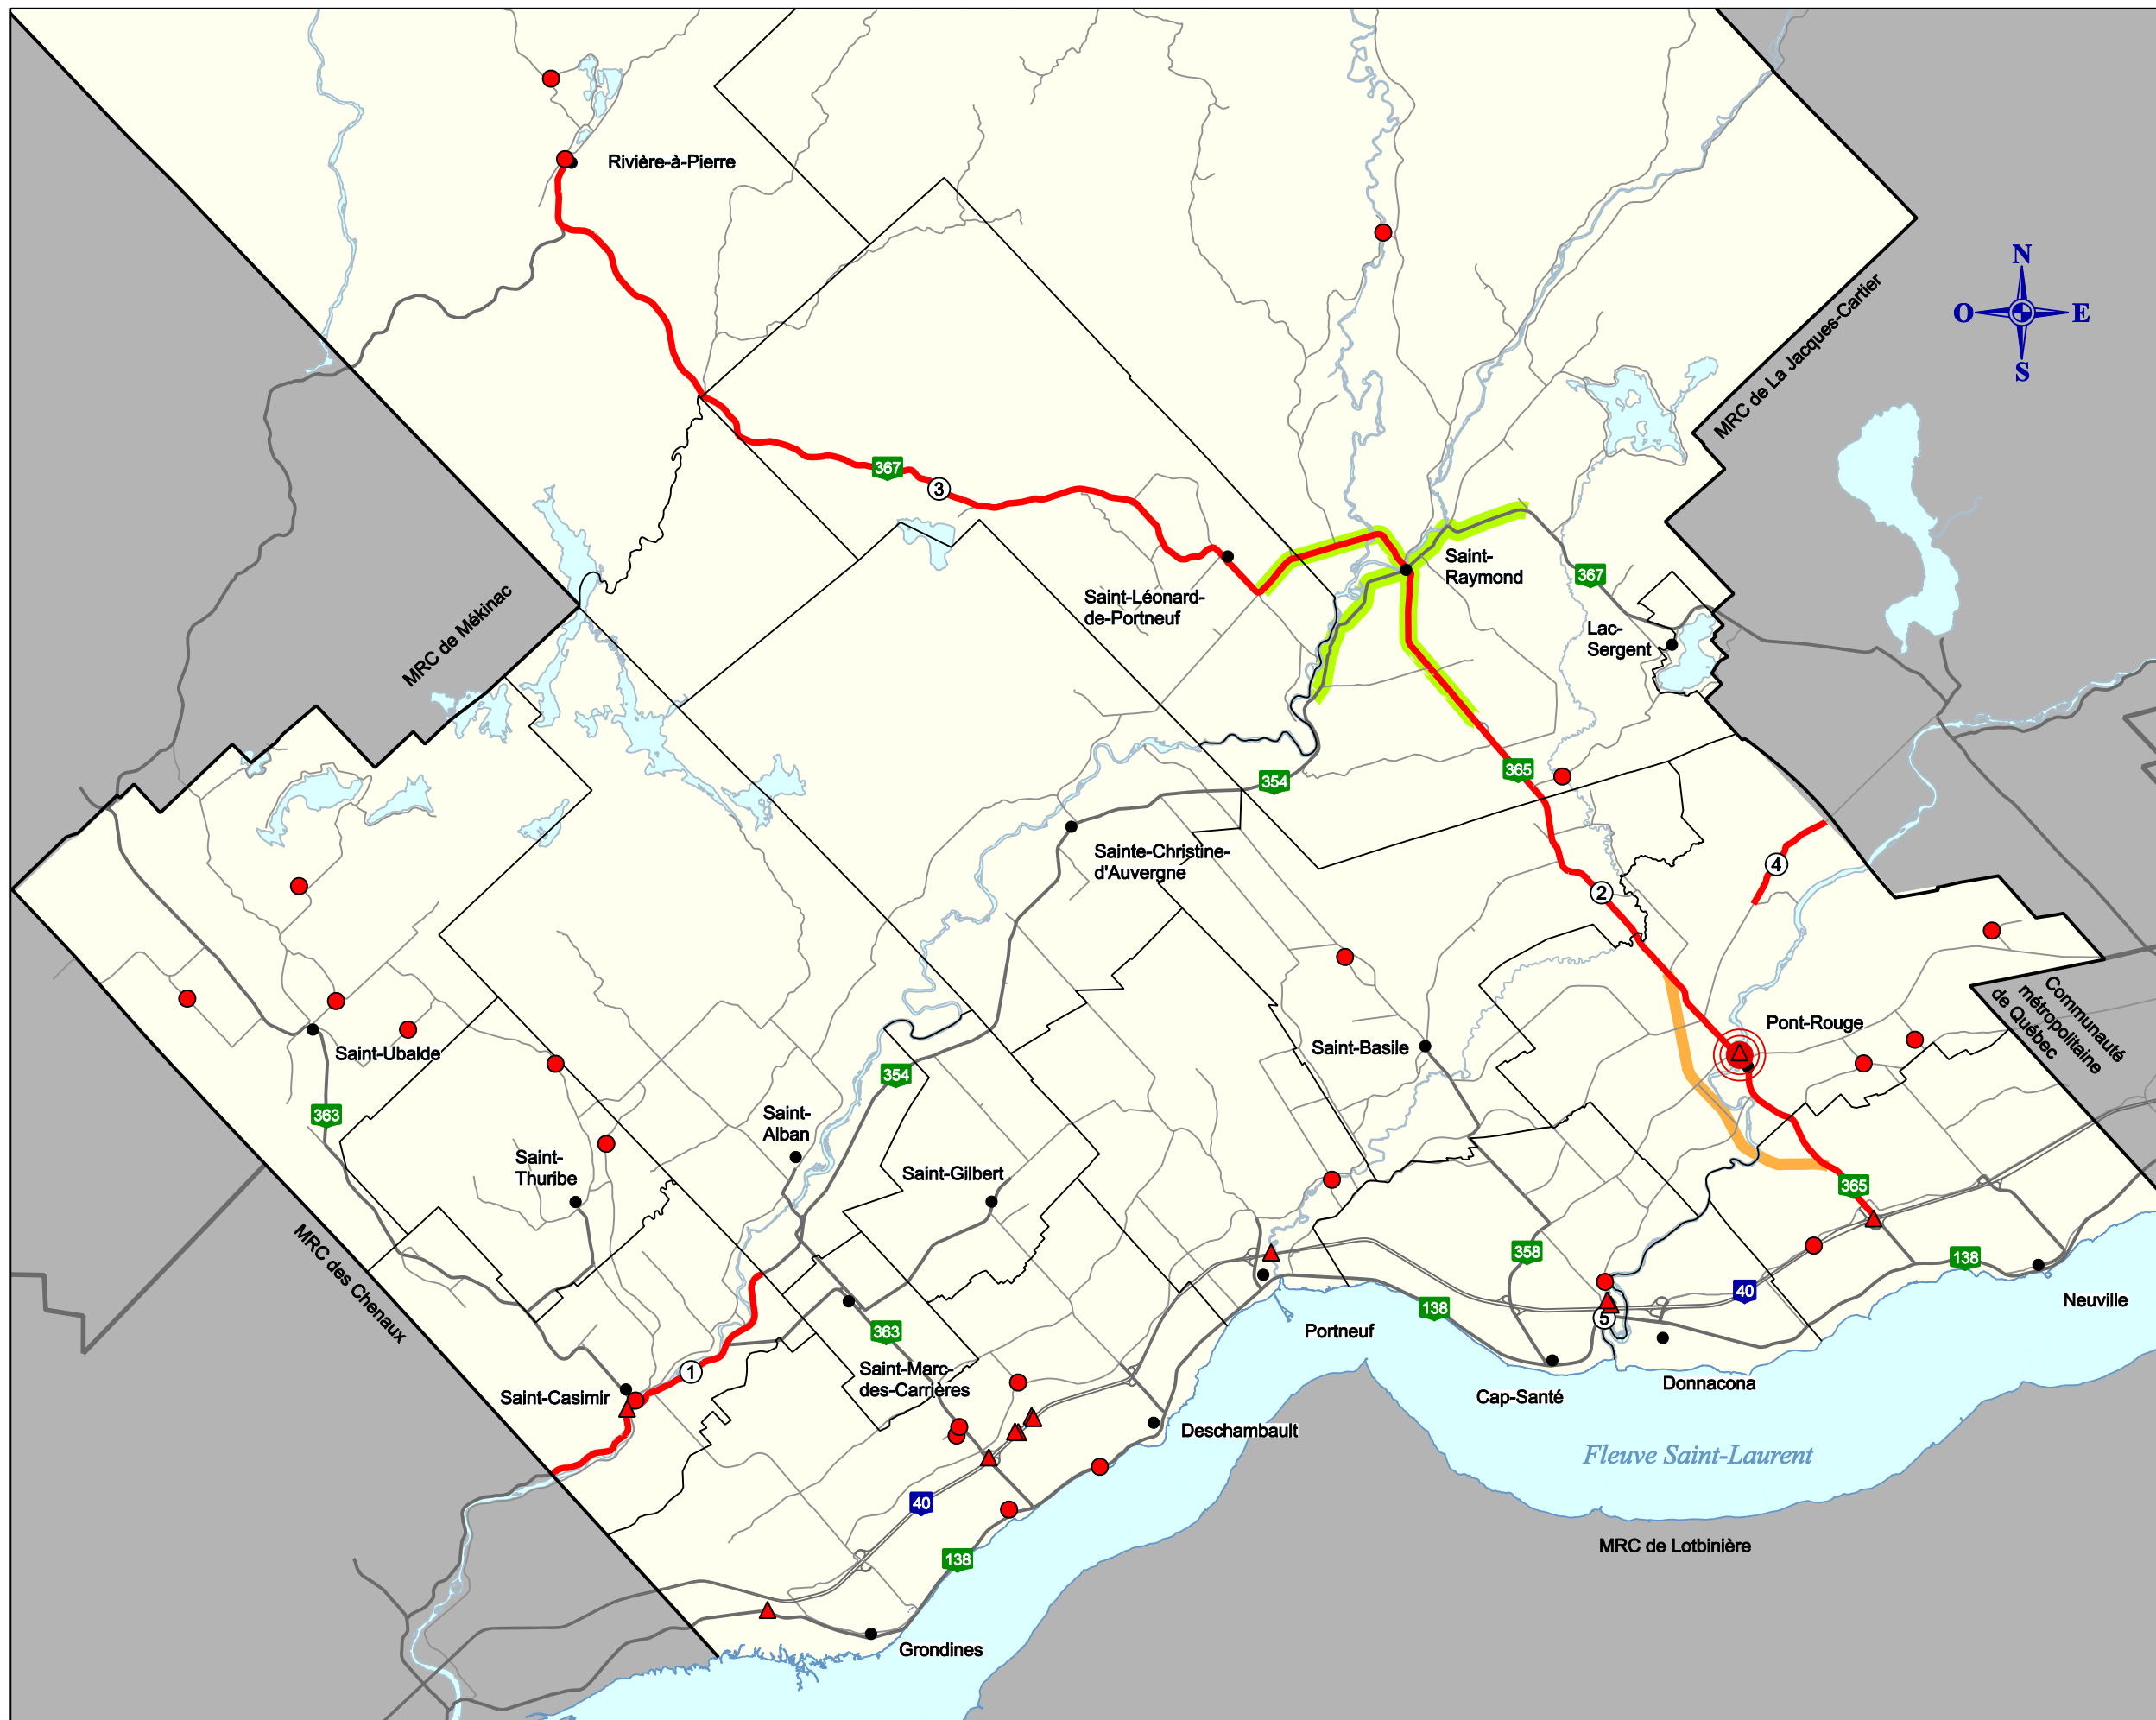 Rivière-à-Pierre
N
O
E
S
MRC de La Jacques-Cartier
367
3
Saint-
Raymond
367
Saint-Léonard-
de-Portneuf
Lac-
Sergent
MRC de Mékinac
365
354
Sainte-Christine-
d'Auvergne
4
2
Communauté
métropolitaine
de Québec
Pont-Rouge
Saint-Basile
Saint-Ubalde
354
363
Saint-
Alban
Saint-
Thuribe
Saint-Gilbert
365
MRC des Chenaux
358
138
40
138
5
Neuville
Portneuf
363
Saint-Marc-
des-Carrières
1
Saint-Casimir
Cap-Santé
Donnacona
Deschambault
Fleuve Saint-Laurent
40
MRC de Lotbinière
138
Grondines